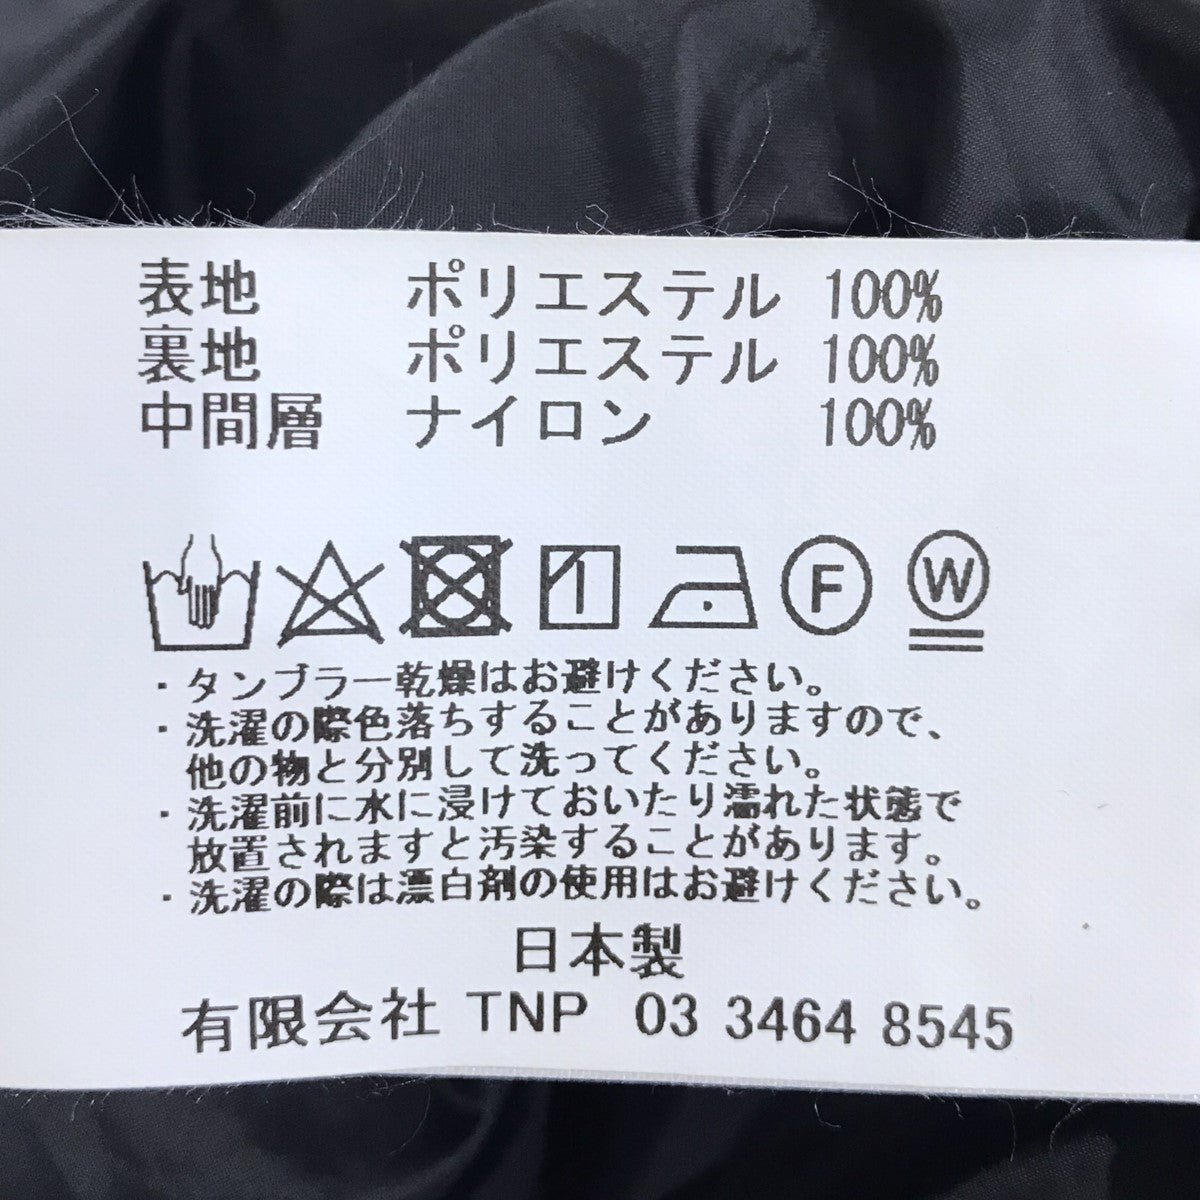 表地 ポリエステル 100%
裏地 ポリエステル 100%
中間層 ナイロン 100%
F W
・タンブラー乾燥はお避けください。
・洗濯の際色落ちすることがありますので、
他の物と分別して洗ってください。
・洗濯前に水に浸けておいたり濡れた状態で
放置されますと汚染することがあります。
・洗濯の際は漂白剤の使用はお避けください。
日本製
有限会社 TNP 03 3464 8545